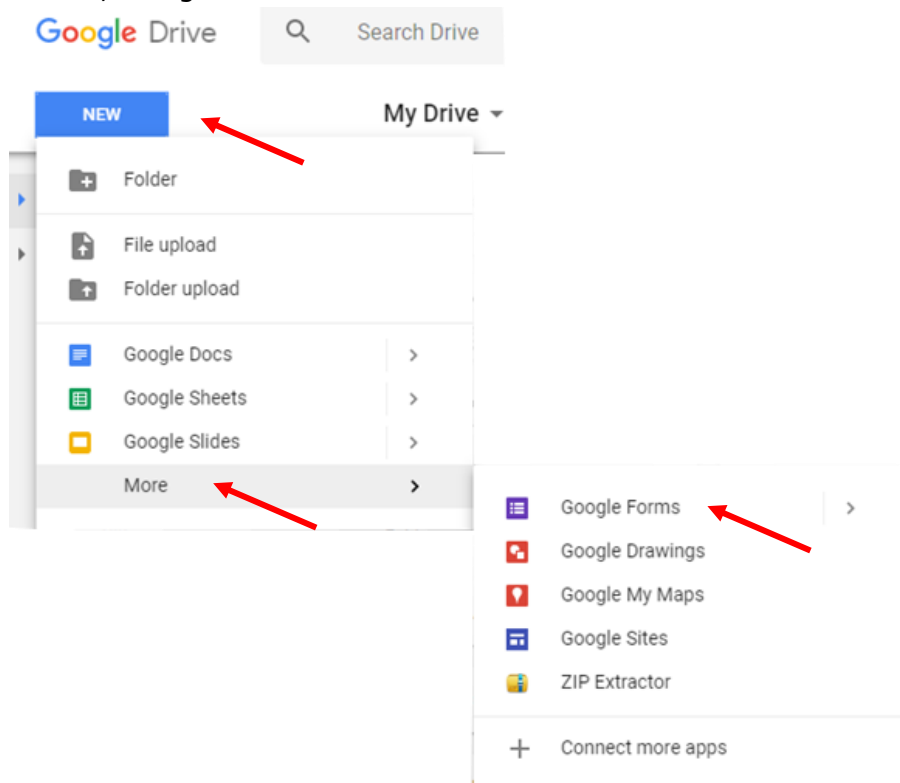 Google Drive
Search Drive
NEW
My Drive
Folder
File upload
Folder upload
Google Docs
Google Sheets
Google Slides
More
Google Forms
Google Drawings
Google My Maps
Google Sites
ZIP Extractor
Connect more apps